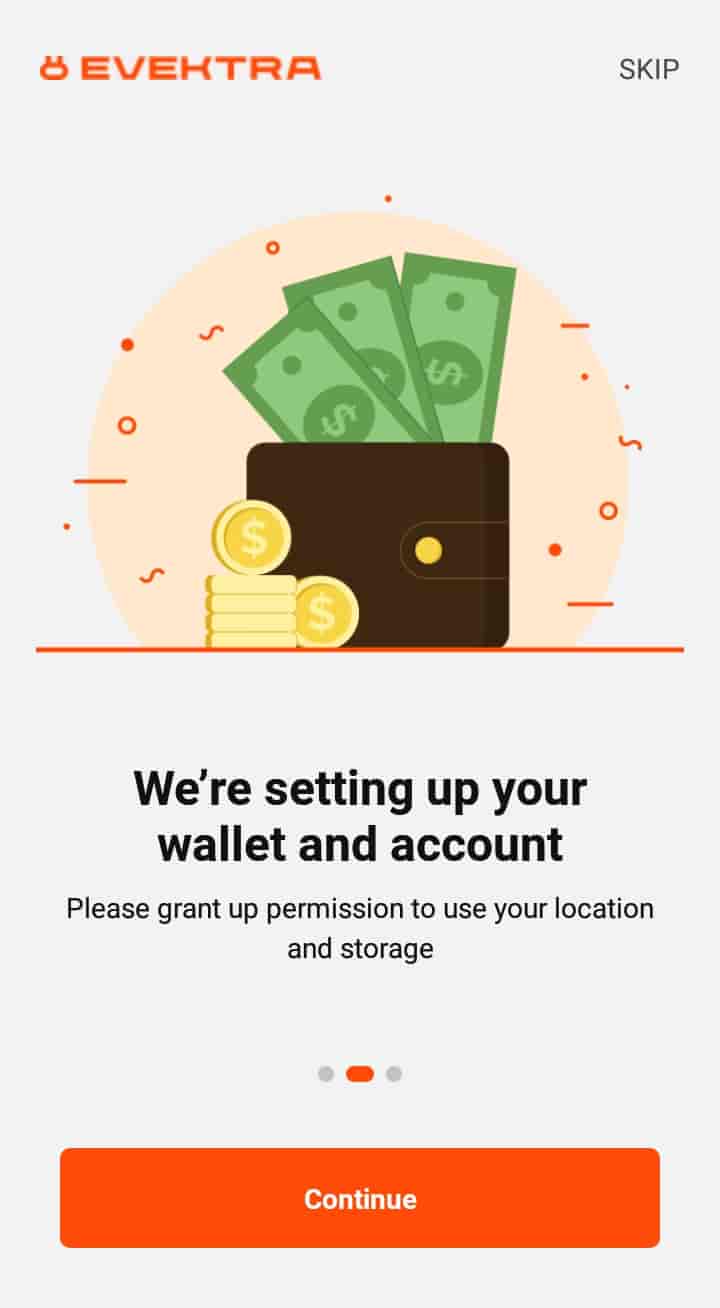 EVEKTRA
SKIP
$ $ $
$
$
We’re setting up your
wallet and account
Please grant up permission to use your location
and storage
Continue